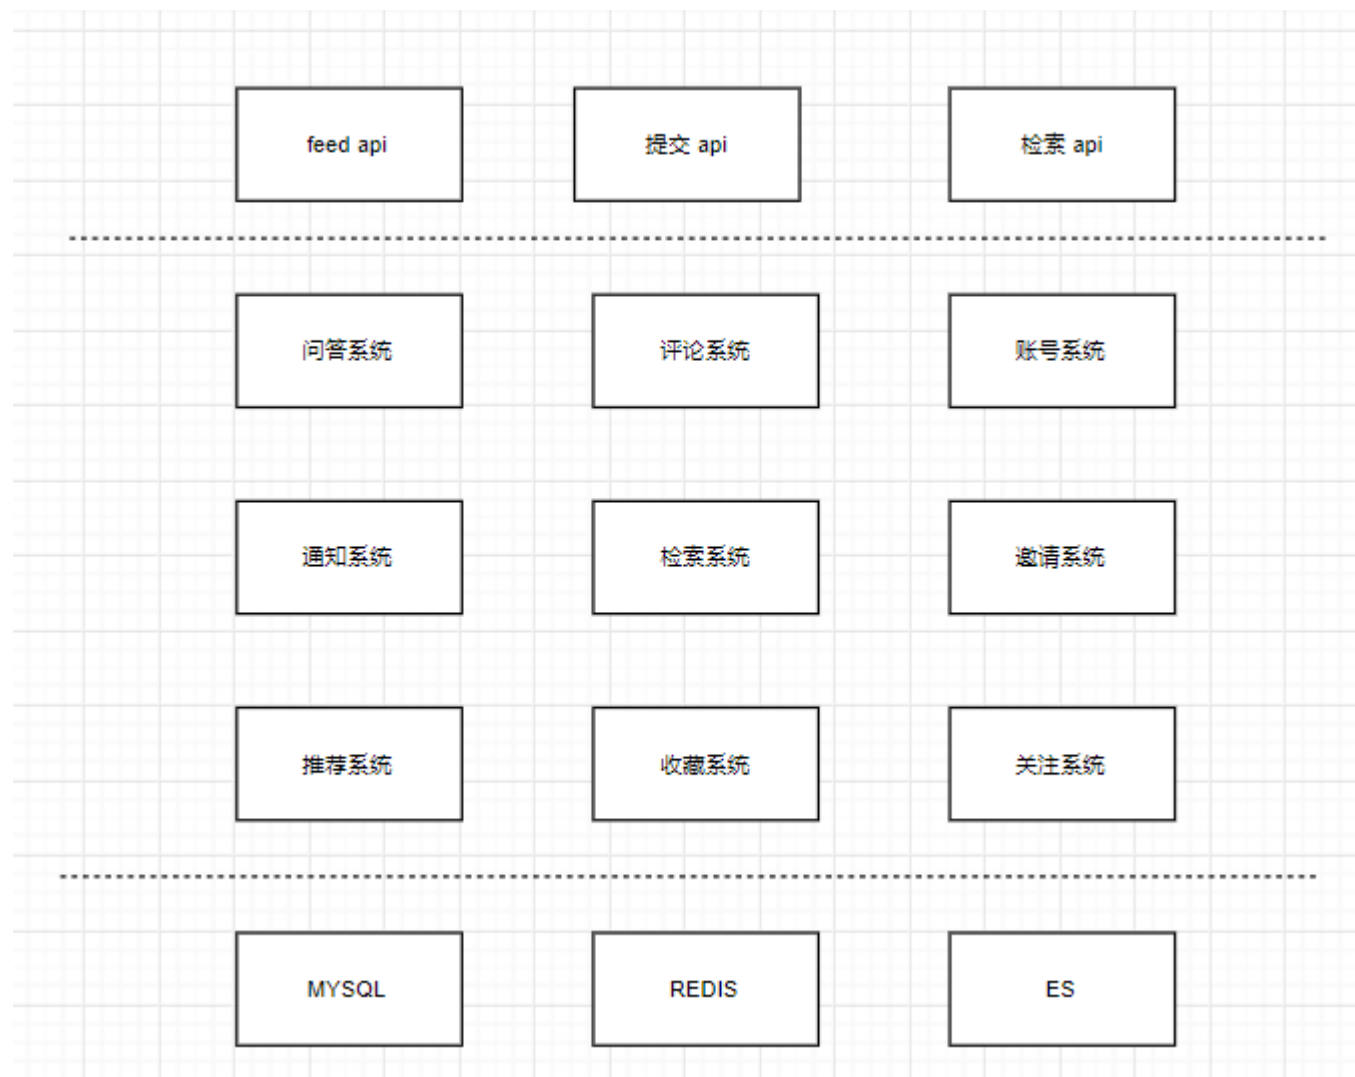 feed api
提交 api
检索 api
问答系统
评论系统
账号系统
通知系统
检索系统
邀请系统
推荐系统
收藏系统
关注系统
MYSQL
REDIS
ES